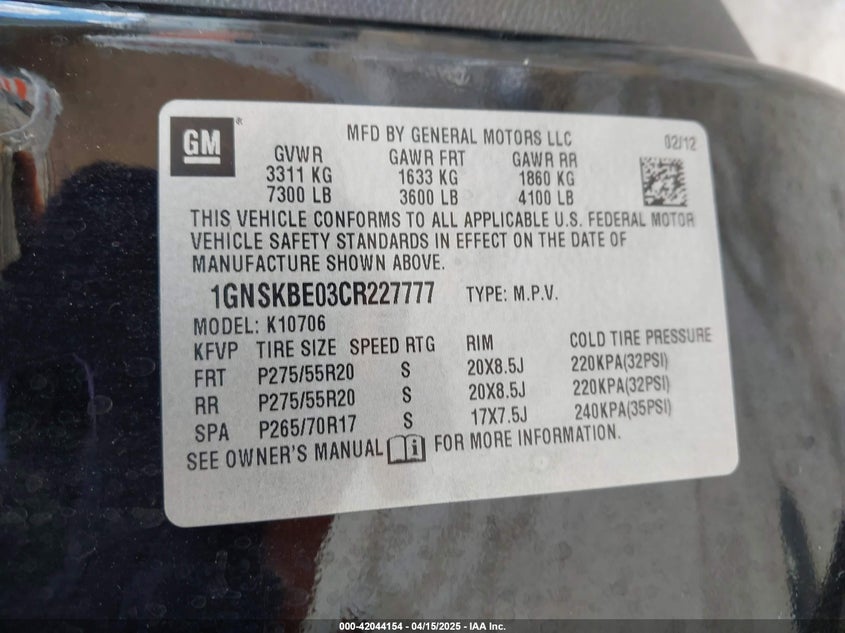 GM ®
MFD BY GENERAL MOTORS LLC
02/12
GVWR GAWR FRT GAWR RR
3311 KG 1633 KG 1860 KG
7300 LB 3600 LB 4100 LB
THIS VEHICLE CONFORMS TO ALL APPLICABLE U.S. FEDERAL MOTOR
VEHICLE SAFETY STANDARDS IN EFFECT ON THE DATE OF
MANUFACTURE SHOWN ABOVE.
1GNSKBE03CR227777 TYPE: M.P.V.
MODEL: K10706
KFVP TIRE SIZE SPEED RTG RIM COLD TIRE PRESSURE
FRT P275/55R20 S 20X8.5J 220KPA(32PSI)
RR P275/55R20 S 20X8.5J 220KPA(32PSI)
SPA P265/70R17 S 17X7.5J 240KPA(35PSI)
SEE OWNER'S MANUAL i FOR MORE INFORMATION.
000-42044154 - 04/15/2025 - IAA Inc.